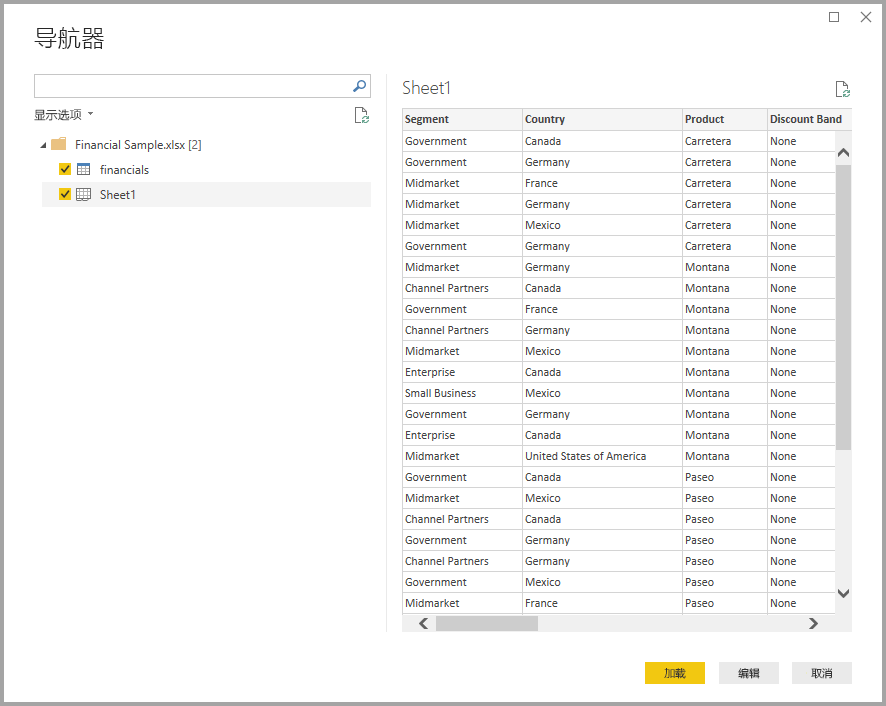 导航器
显示选项
Financial Sample.xlsx [2]
financials
Sheet1
Sheet1
Segment Country Product Discount Band
Government Canada Carretera None
Government Germany Carretera None
Midmarket France Carretera None
Midmarket Germany Carretera None
Midmarket Mexico Carretera None
Government Germany Carretera None
Midmarket Germany Montana None
Channel Partners Canada Montana None
Government France Montana None
Channel Partners Germany Montana None
Midmarket Mexico Montana None
Enterprise Canada Montana None
Small Business Mexico Montana None
Government Germany Montana None
Enterprise Canada Montana None
Midmarket United States of America Montana None
Government Canada Paseo None
Midmarket Mexico Paseo None
Channel Partners Canada Paseo None
Government Germany Paseo None
Channel Partners Germany Paseo None
Government Mexico Paseo None
Midmarket France Paseo None
加载 编辑 取消